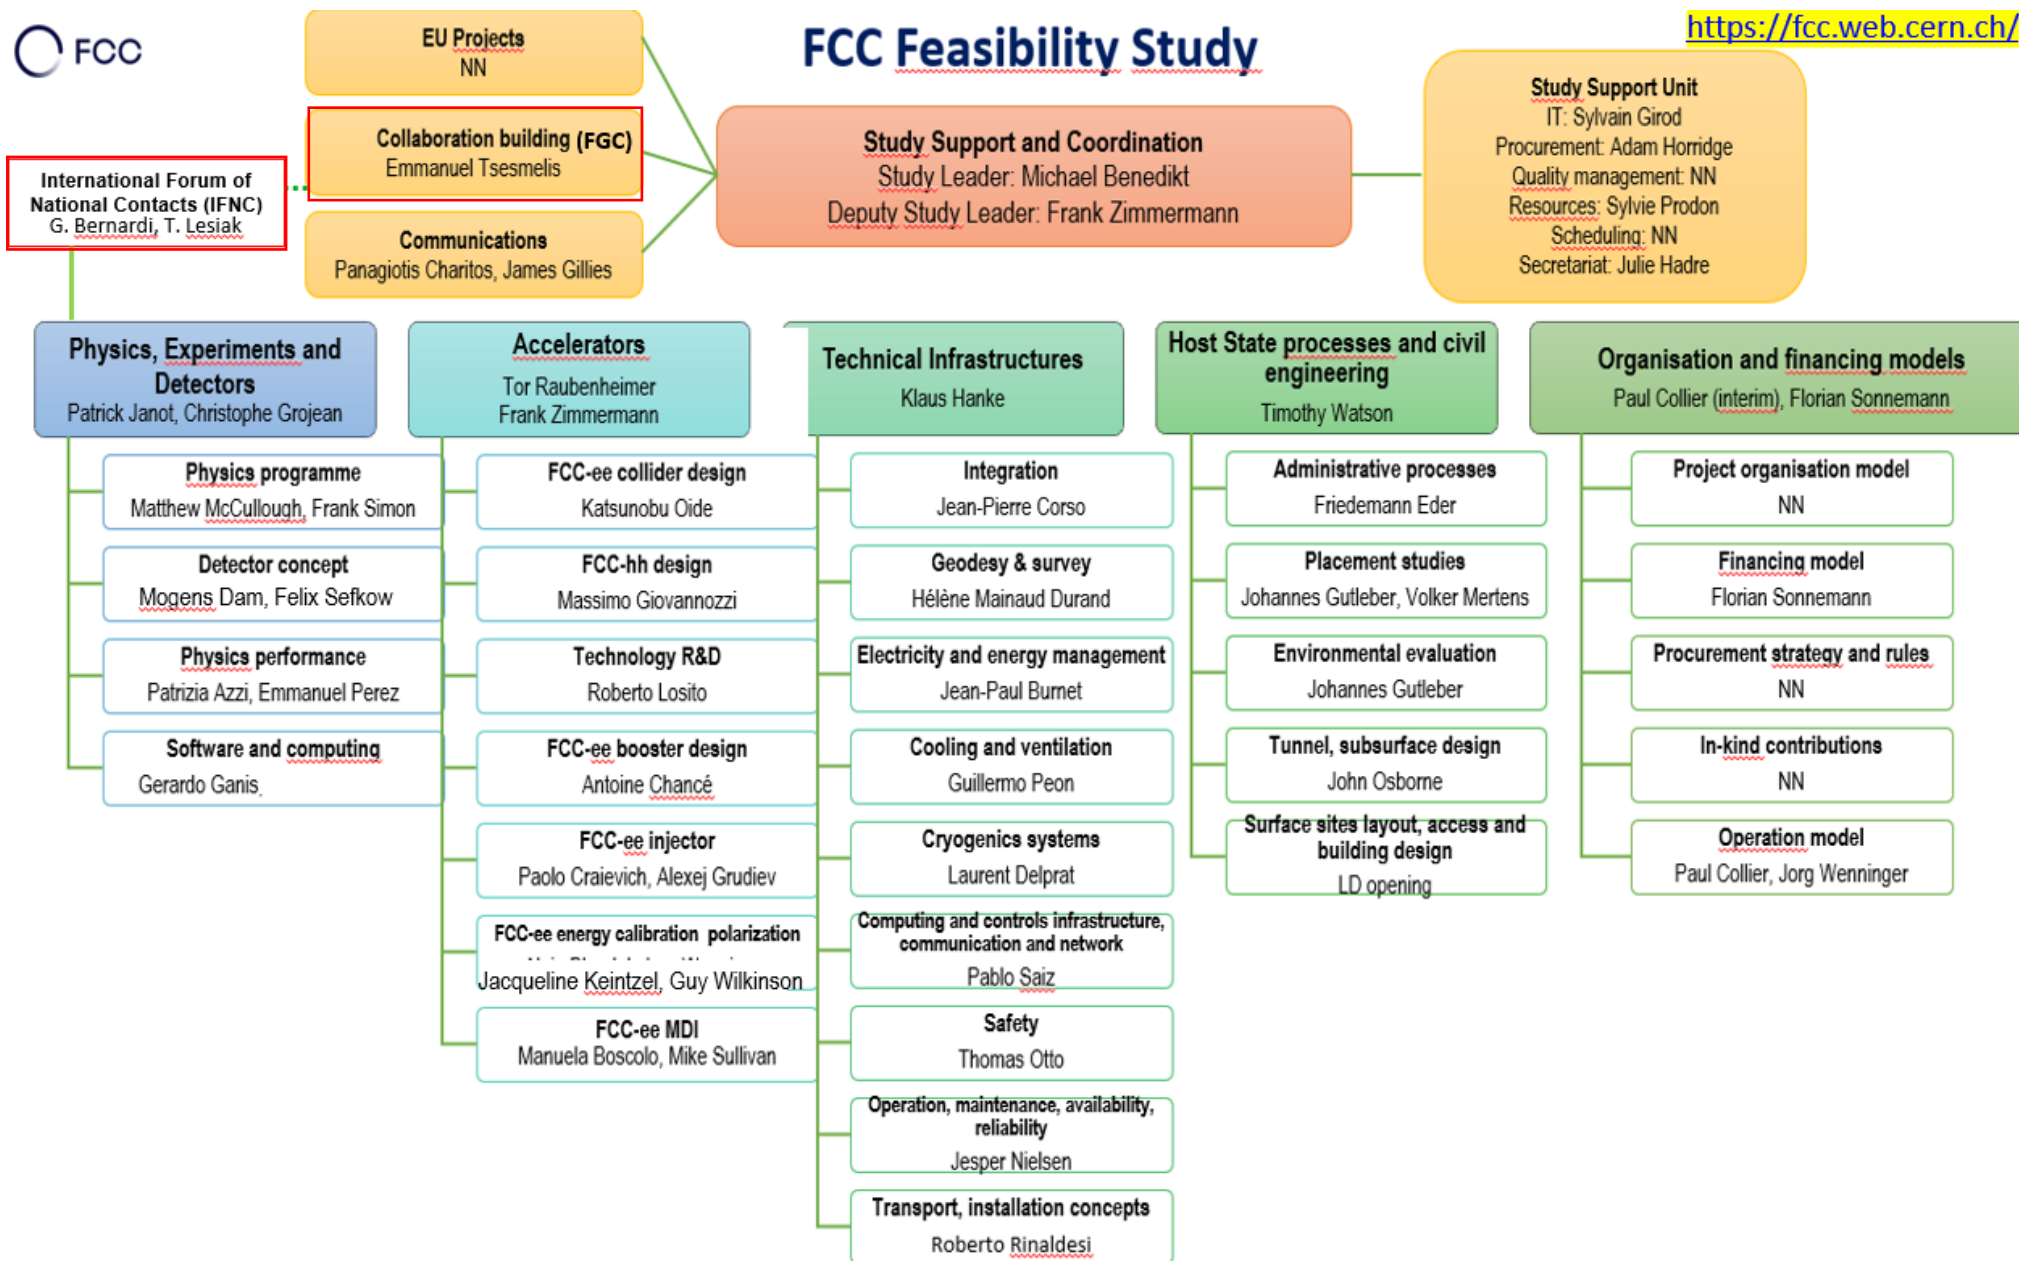 FCC
EU Projects
NN
FCC Feasibility Study
https://fcc.web.cern.ch/
Collaboration building (FGC)
Emmanuel Tsesmelis
International Forum of
National Contacts (IFNC)
G. Bernardi, T. Lesiak
Communications
Panagiotis Charitos, James Gillies
Study Support and Coordination
Study Leader: Michael Benedikt
Deputy Study Leader: Frank Zimmermann
Study Support Unit
IT: Sylvain Girod
Procurement: Adam Horridge
Quality management: NN
Resources: Sylvie Prodon
Scheduling: NN
Secretariat: Julie Hadre
Physics, Experiments and
Detectors
Patrick Janot, Christophe Grojean
Physics programme
Matthew McCullough, Frank Simon
Detector concept
Mogens Dam, Felix Sefkow
Physics performance
Patrizia Azzi, Emmanuel Perez
Software and computing
Gerardo Ganis
Accelerators
Tor Raubenheimer
Frank Zimmermann
FCC-ee collider design
Katsunobu Oide
FCC-hh design
Massimo Giovannozzi
Technology R&D
Roberto Losito
FCC-ee booster design
Antoine Chancé
FCC-ee injector
Paolo Craievich, Alexej Grudiev
FCC-ee energy calibration polarization
Jacqueline Keintzel, Guy Wilkinson
FCC-ee MDI
Manuela Boscolo, Mike Sullivan
Technical Infrastructures
Klaus Hanke
Integration
Jean-Pierre Corso
Geodesy & survey
Hélène Mainaud Durand
Electricity and energy management
Jean-Paul Burnet
Cooling and ventilation
Guillermo Peon
Cryogenics systems
Laurent Delprat
Computing and controls infrastructure,
communication and network
Pablo Saiz
Safety
Thomas Otto
Operation, maintenance, availability,
reliability
Jesper Nielsen
Transport, installation concepts
Roberto Rinaldesi
Host State processes and civil
engineering
Timothy Watson
Administrative processes
Friedemann Eder
Placement studies
Johannes Gutleber, Volker Mertens
Environmental evaluation
Johannes Gutleber
Tunnel, subsurface design
John Osborne
Surface sites layout, access and
building design
LD opening
Organisation and financing models
Paul Collier (interim), Florian Sonnemann
Project organisation model
NN
Financing model
Florian Sonnemann
Procurement strategy and rules
NN
In-kind contributions
NN
Operation model
Paul Collier, Jorg Wenninger